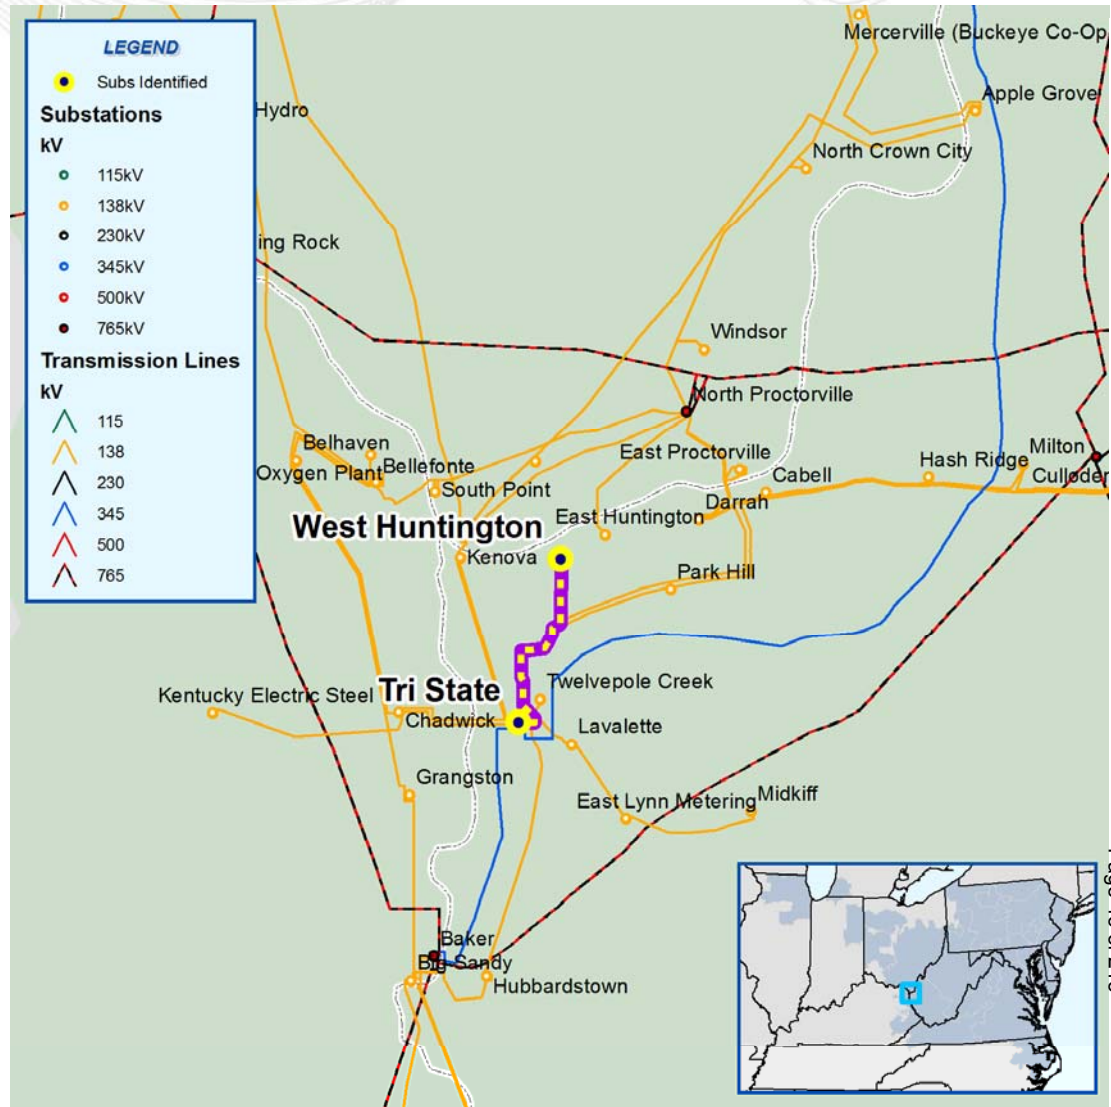 LEGEND
Subs Identified
Substations
kV
115kV
138kV
230kV
345kV
500kV
765kV
Transmission Lines
kV
115
138
230
345
500
765
Mercerville (Buckeye Co-Op
Apple Grove
Hydro
North Crown City
ing Rock
Windsor
North Proctorville
Belhaven
East Proctorville
Milton
Oxygen Plant
Bellefonte
Cabell
Hash Ridge
Culloden
South Point
Darrah
West Huntington
East Huntington
Kenova
Park Hill
Tri State
Twelvepole Creek
Kentucky Electric Steel
Chadwick
Lavalette
Grangston
East Lynn Metering
Midkiff
Baker
Big Sandy
Hubbardstown